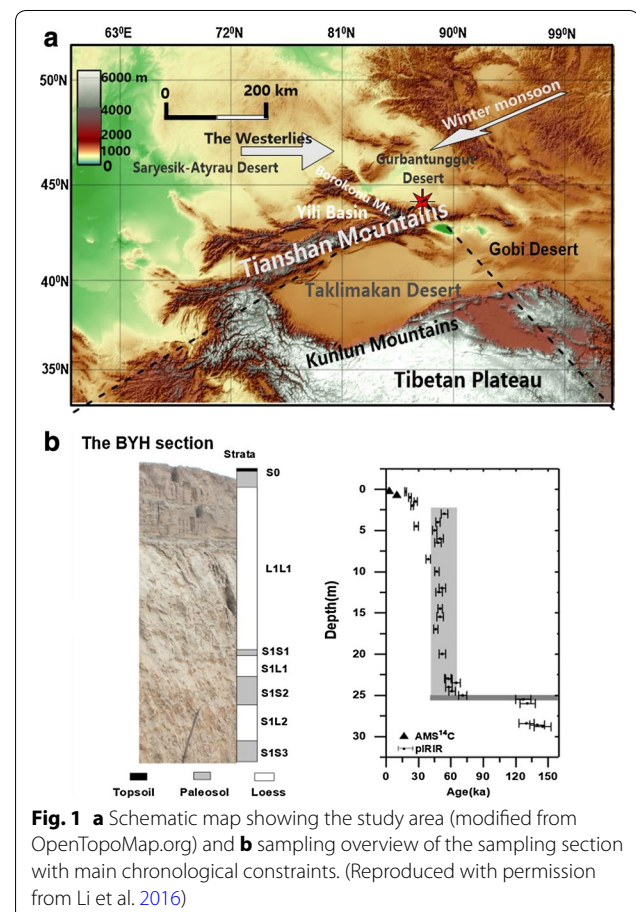 a
63⁰E 72⁰N 81⁰N 90⁰N 99⁰N
50⁰N
45⁰N
40⁰N
35⁰N
6000 m
4000
2000
1000
0
0 200 km
Winter monsoon
The Westerlies
Saryesik-Atyrau Desert
Gurbantunggut
Desert
Borokonu Mt.
Yili Basin
Tianshan Mountains
Gobi Desert
Taklimakan Desert
Kunlun Mountains
Tibetan Plateau
b The BYH section
Strata
S0
L1L1
S1S1
S1L1
S1S2
S1L2
S1S3
Topsoil Paleosol Loess
Depth(m)
0
5
10
15
20
25
30
AMS¹⁴C
pIRIR
0 30 60 90 120 150
Age(ka)
Fig. 1 a Schematic map showing the study area (modified from
OpenTopoMap.org) and b sampling overview of the sampling section
with main chronological constraints. (Reproduced with permission
from Li et al. 2016)